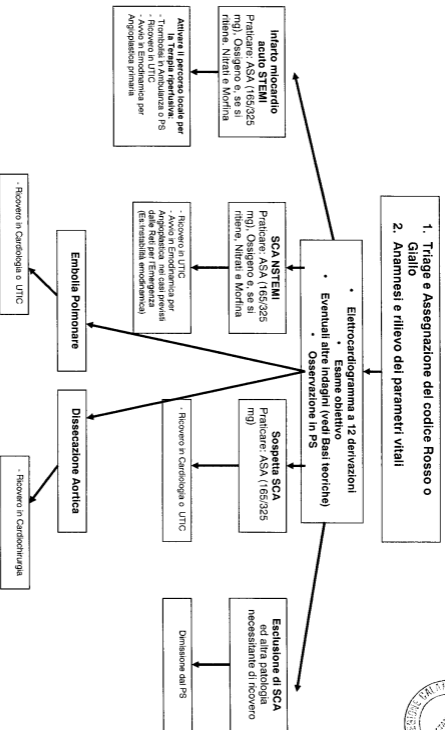 1. Triage e Assegnazione del codice Rosso o
Giallo
2. Anamnesi e rilievo dei parametri vitali
• Elettrocardiogramma a 12 derivazioni
• Esame obiettivo
• Eventuali altre indagini (vedi Basi teoriche)
• Osservazione in PS
Infarto miocardio
acuto STEMI
Praticare: ASA (165/325
mg), Ossigeno e, se si
ritiene, Nitrati e Morfina
Attivare il percorso locale per
la Terapia riperfusiva:
- Trombolisi in Ambulanza o PS
- Ricovero in UTIC
- Avvio in Emodinamica per
Angioplastica primaria
SCA NSTEMI
Praticare: ASA (165/325
mg), Ossigeno e, se si
ritiene, Nitrati e Morfina
- Ricovero in UTIC
- Avvio in Emodinamica per
Angioplastica nei casi previsti
dalle Reti per l'Emergenza
(Es:Instabilità emodinamica)
Sospetta SCA
Praticare: ASA (165/325
mg)
- Ricovero in Cardiologia o UTIC
Esclusione di SCA
ed altra patologia
necessitante di ricovero
Dimissione dal PS
Embolia Polmonare
- Ricovero in Cardiologia o UTIC
Dissecazione Aortica
- Ricovero in Cardiochirurgia